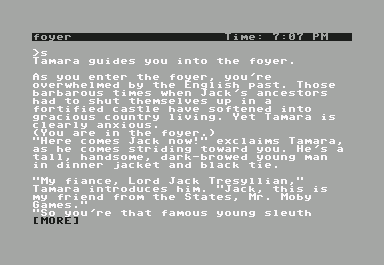 foyer Time: 7:07 PM
>s
Tamara guides you into the foyer.
As you enter the foyer, you're
overwhelmed by the English past. Those
barbarous times when Jack's ancestors
had to shut themselves up in a
fortified castle have softened into
gracious country living. Yet Tamara is
clearly anxious.
(You are in the foyer.)
"Here comes Jack now!" exclaims Tamara,
as he comes striding toward you. He's a
tall, handsome, dark-browed young man
in dinner jacket and black tie.
"My fiance, Lord Jack Tresyllian,"
Tamara introduces him. "Jack, this is
my friend from the States, Mr. Moby
Games."
"So you're that famous young sleuth
[MORE]